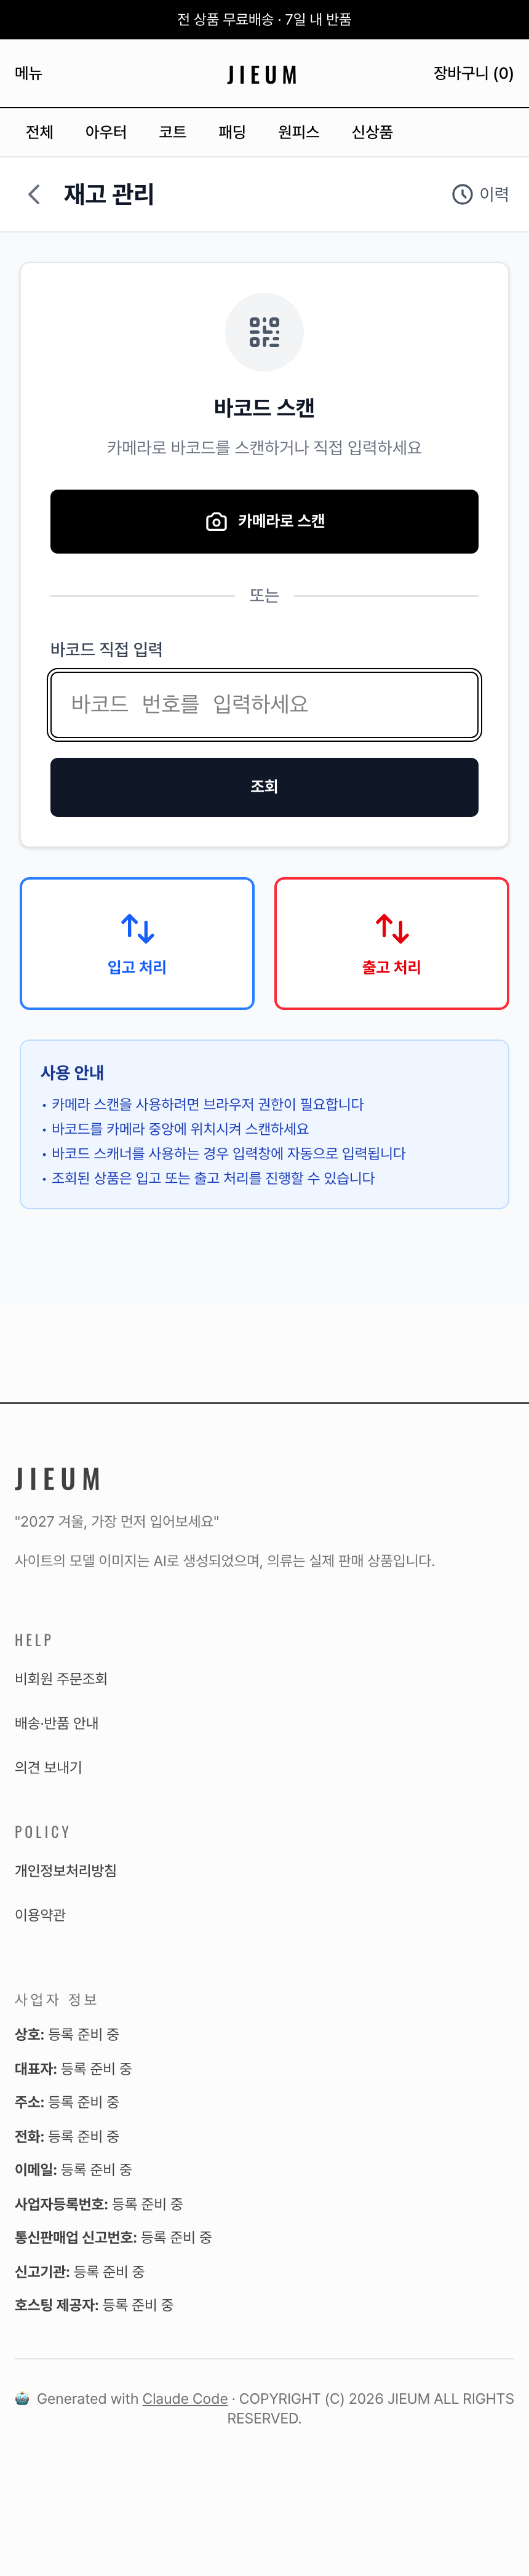 전 상품 무료배송 · 7일 내 반품
메뉴
JIEUM
장바구니 (0)
전체 아우터 코트 패딩 원피스 신상품
재고 관리
이력
바코드 스캔
카메라로 바코드를 스캔하거나 직접 입력하세요
카메라로 스캔
또는
바코드 직접 입력
바코드 번호를 입력하세요
조회
입고 처리
출고 처리
사용 안내
• 카메라 스캔을 사용하려면 브라우저 권한이 필요합니다
• 바코드를 카메라 중앙에 위치시켜 스캔하세요
• 바코드 스캐너를 사용하는 경우 입력창에 자동으로 입력됩니다
• 조회된 상품은 입고 또는 출고 처리를 진행할 수 있습니다
JIEUM
"2027 겨울, 가장 먼저 입어보세요"
사이트의 모델 이미지는 AI로 생성되었으며, 의류는 실제 판매 상품입니다.
HELP
비회원 주문조회
배송·반품 안내
의견 보내기
POLICY
개인정보처리방침
이용약관
사업자 정보
상호: 등록 준비 중
대표자: 등록 준비 중
주소: 등록 준비 중
전화: 등록 준비 중
이메일: 등록 준비 중
사업자등록번호: 등록 준비 중
통신판매업 신고번호: 등록 준비 중
신고기관: 등록 준비 중
호스팅 제공자: 등록 준비 중
🤖 Generated with Claude Code · COPYRIGHT (C) 2026 JIEUM ALL RIGHTS
RESERVED.